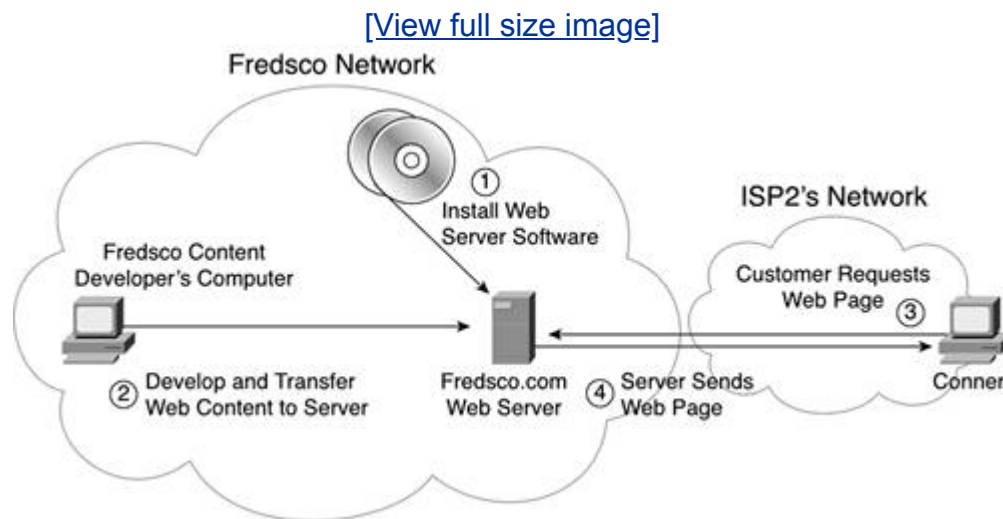 [View full size image]
Fredsco Network
1
Install Web
Server Software
ISP2's Network
Fredsco Content
Developer's Computer
Customer Requests
Web Page 3
2 Develop and Transfer
Web Content to Server
Fredsco.com
Web Server
4 Server Sends
Web Page
Conner